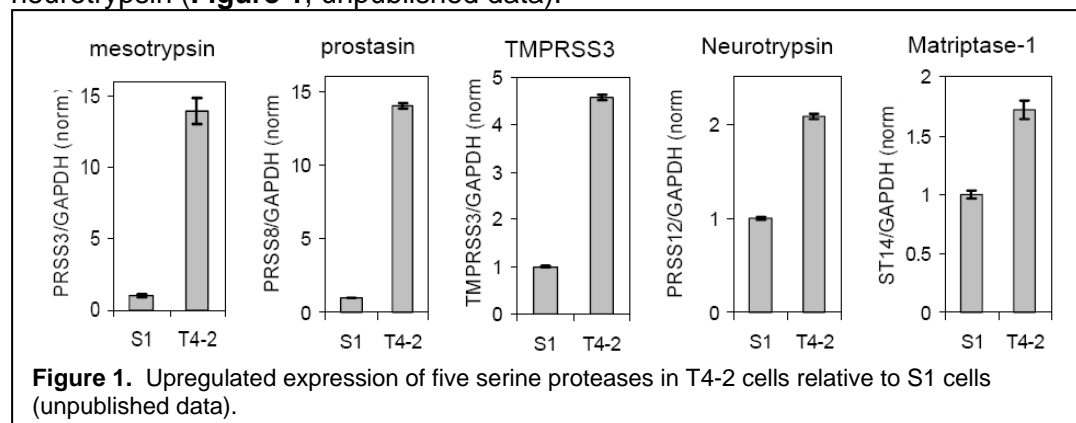 neurotrypsin (Figure 1, unpublished data).
mesotrypsin
prostasin
TMPRSS3
Neurotrypsin
Matriptase-1
PRSS3/GAPDH (norm)
15
10
5
0
S1 T4-2
PRSS8/GAPDH (norm
15
10
5
0
S1 T4-2
TMPRSS3/GAPDH (norm
5
4
3
2
1
0
S1 T4-2
PRSS12/GAPDH (norm
2
1
0
S1 T4-2
ST14/GAPDH (norm
2
1.5
1
0.5
0
S1 T4-2
Figure 1. Upregulated expression of five serine proteases in T4-2 cells relative to S1 cells
(unpublished data).